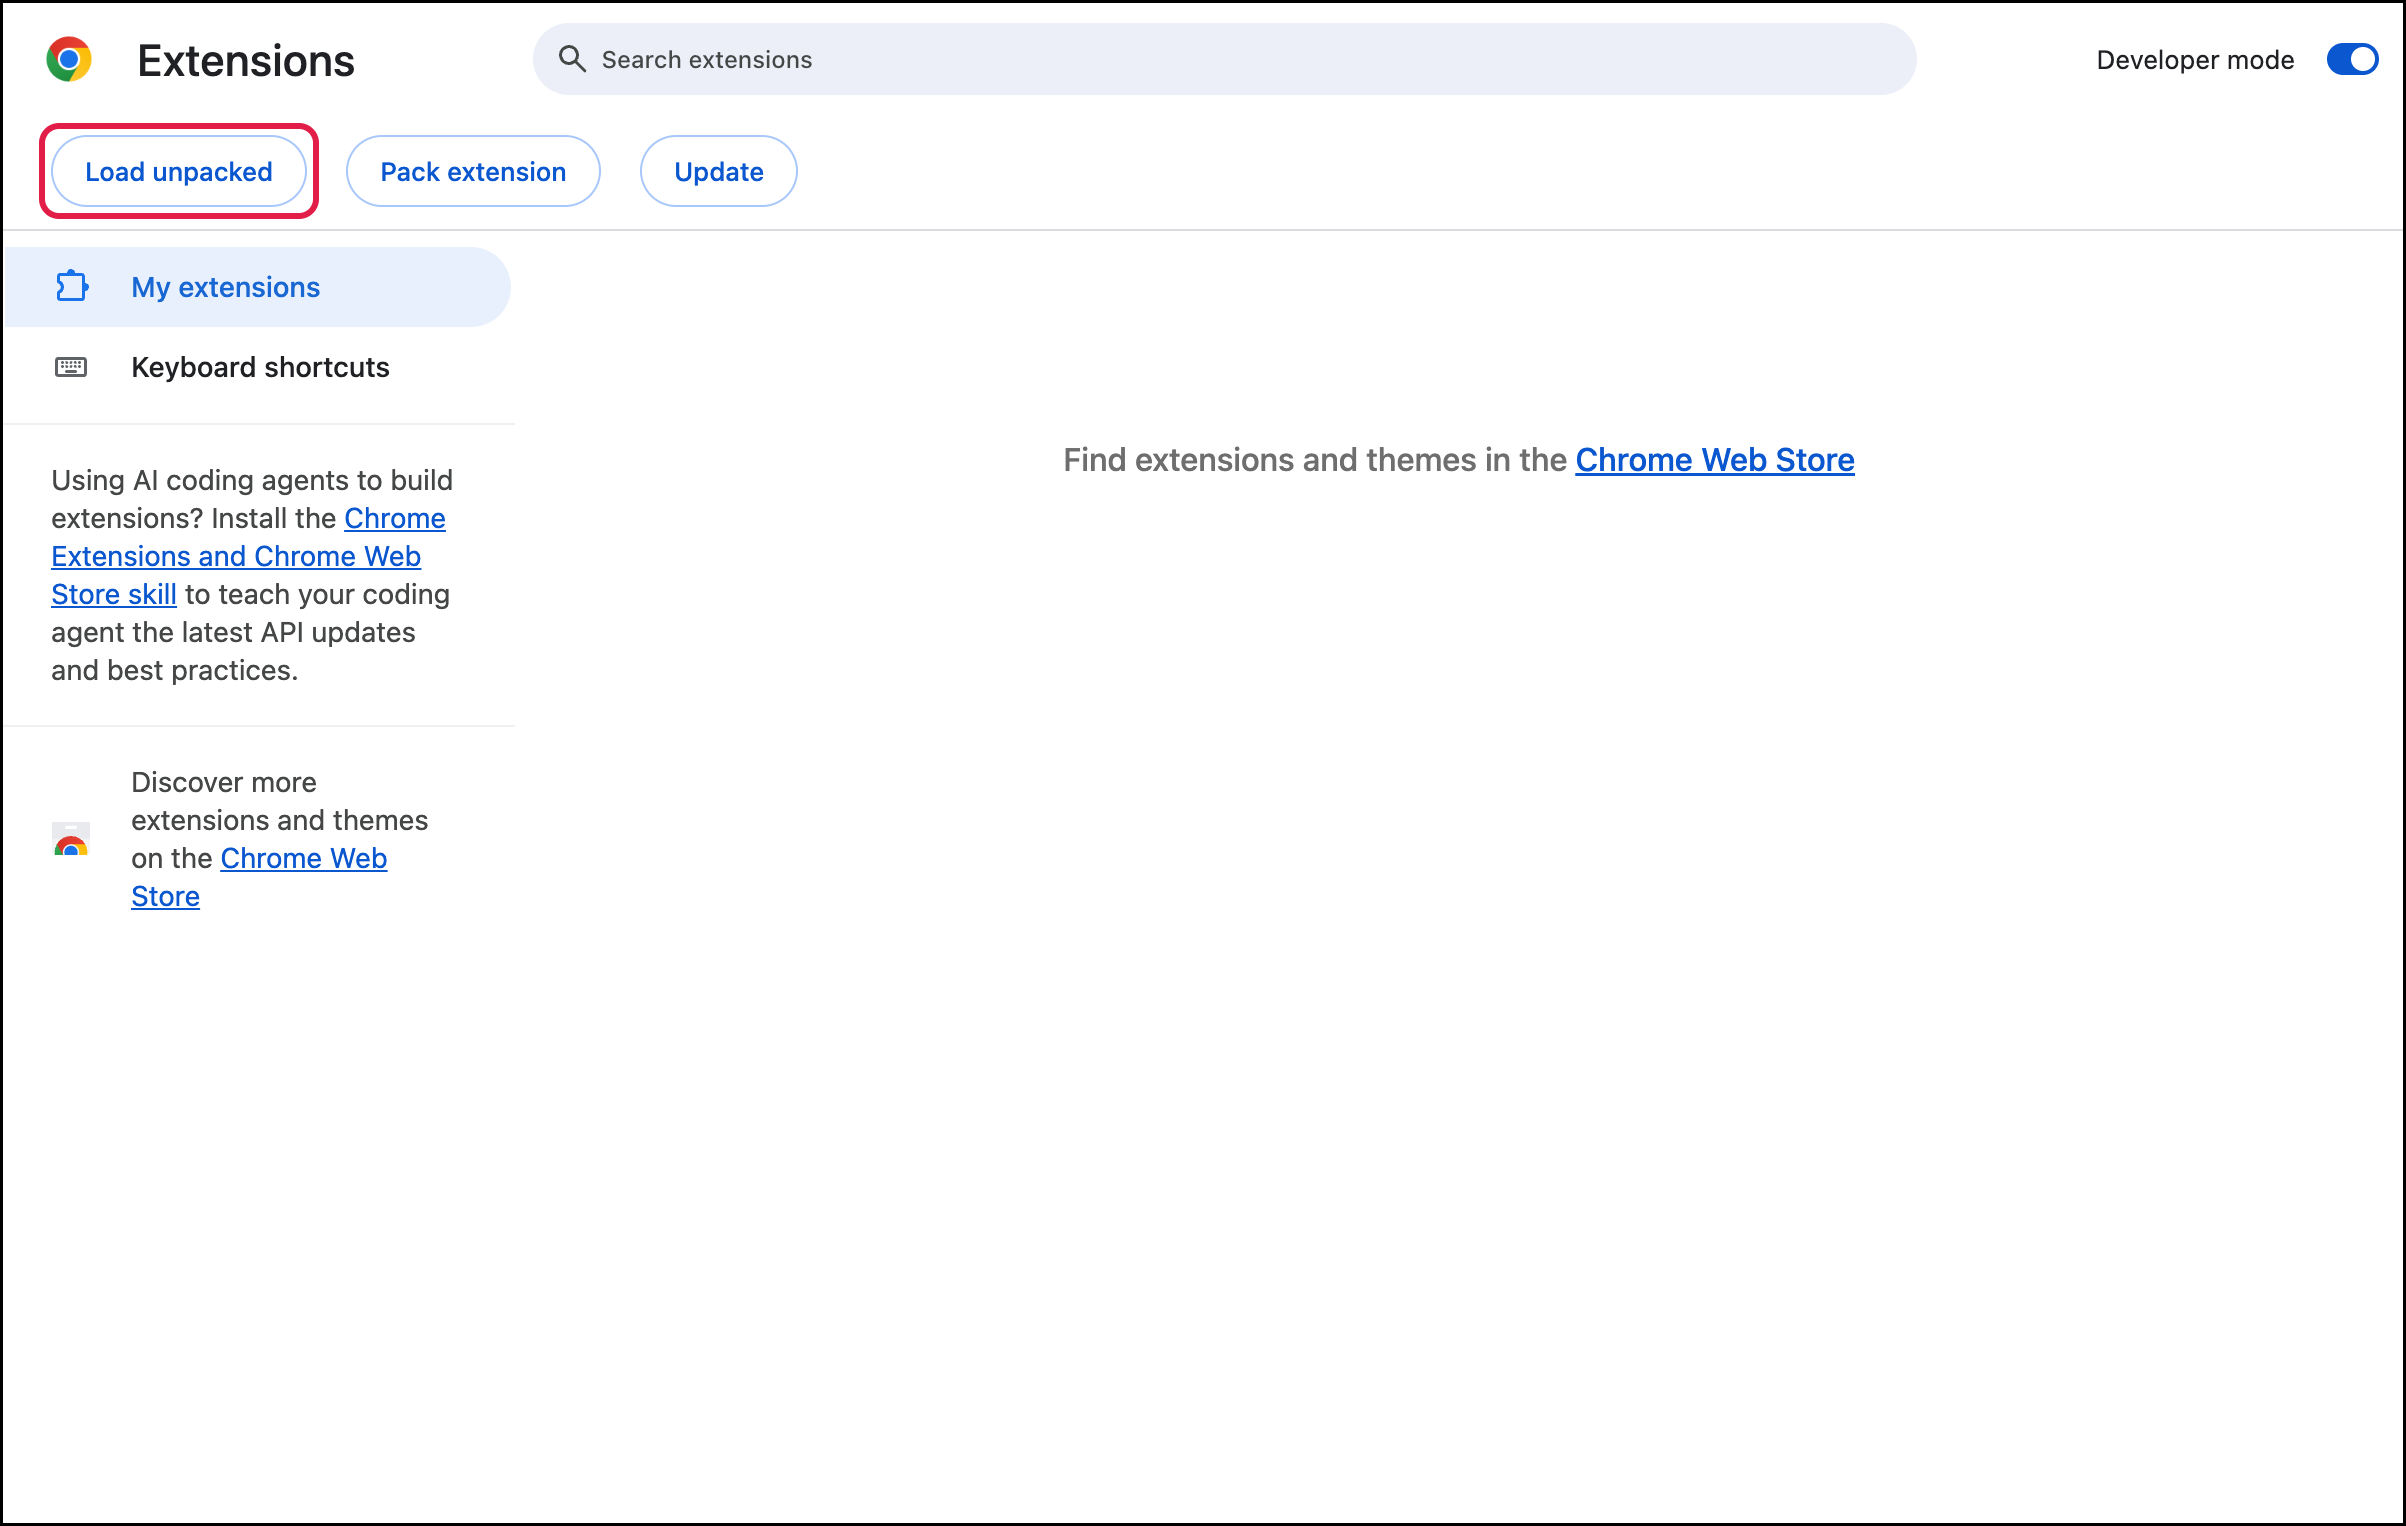 Extensions
Search extensions
Developer mode
Load unpacked
Pack extension
Update
My extensions
Keyboard shortcuts
Using AI coding agents to build
extensions? Install the Chrome
Extensions and Chrome Web
Store skill to teach your coding
agent the latest API updates
and best practices.
Discover more
extensions and themes
on the Chrome Web
Store
Find extensions and themes in the Chrome Web Store